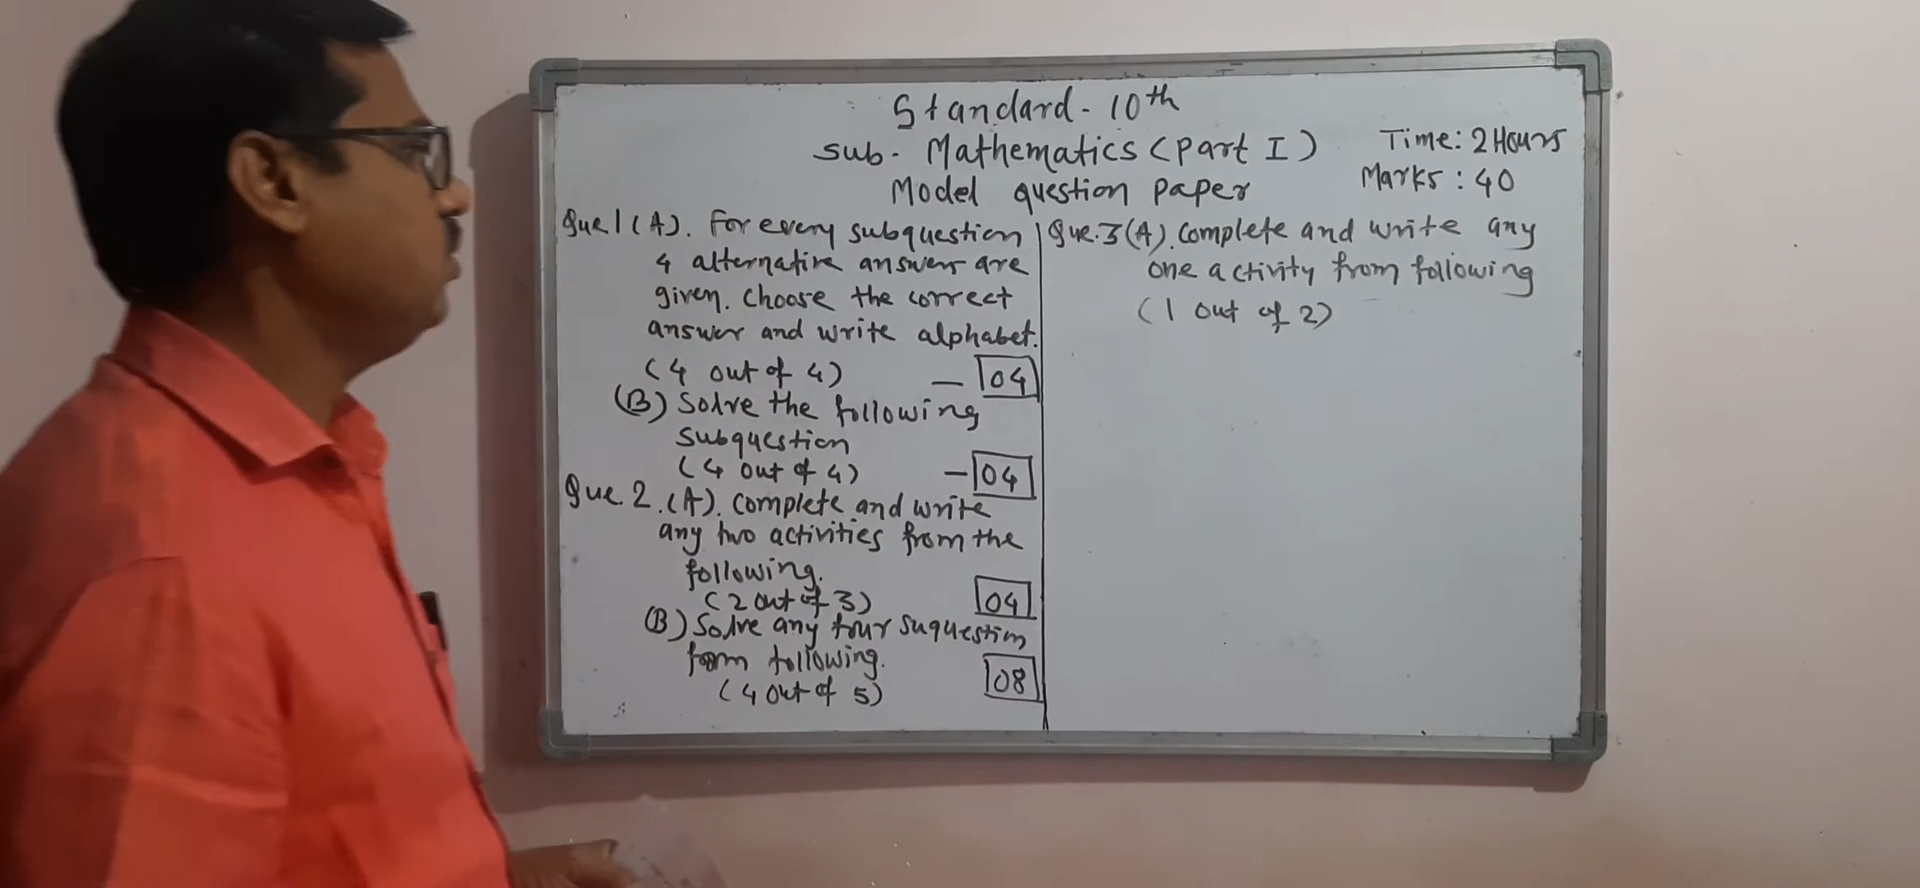 Standard - 10th
Sub - Mathematics (Part I)
Time: 2 Hours
Model question paper
Marks: 40
Que 1 (A). For every subquestion
4 alternative answers are
given. Choose the correct
answer and write alphabet.
(4 out of 4) - 04
(B) Solve the following
subquestion
(4 out of 4) - 04
Que. 2. (A). Complete and write
any two activities from the
following.
(2 out of 3) 04
(B) Solve any four suquestion
from following.
(4 out of 5) 08
Que. 3 (A). Complete and write any
one activity from following
(1 out of 2)